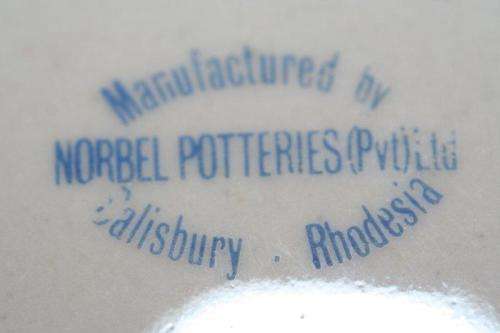 Manufactured by
NORBEL POTTERIES (Pvt) Ltd
Salisbury . Rhodesia